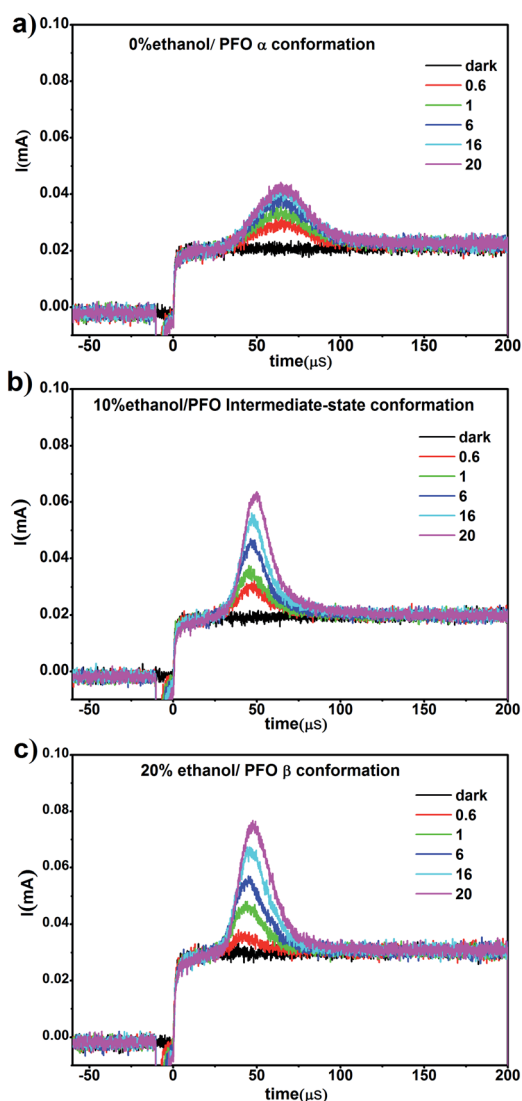 a)
0%ethanol/ PFO α conformation
dark
0.6
1
6
16
20
I(mA)
0.10
0.08
0.06
0.04
0.02
0.00
-50 0 50 100 150 200
time(μS)
b)
10%ethanol/PFO Intermediate-state conformation
dark
0.6
1
6
16
20
I(mA)
0.10
0.08
0.06
0.04
0.02
0.00
-50 0 50 100 150 200
time(μS)
c)
20% ethanol/ PFO β conformation
dark
0.6
1
6
16
20
I(mA)
0.10
0.08
0.06
0.04
0.02
0.00
-50 0 50 100 150 200
time(μS)